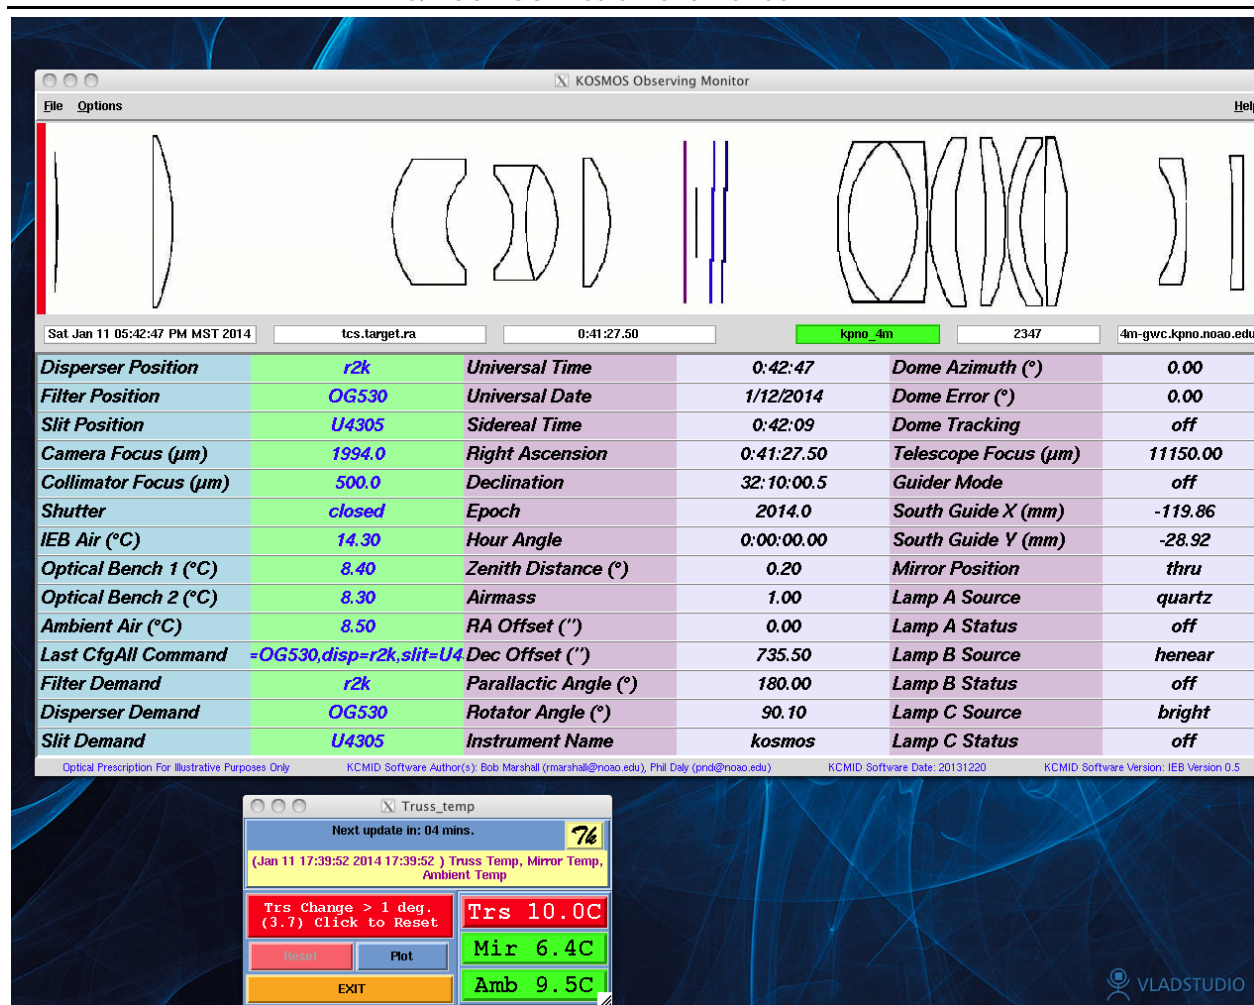 KOSMOS Observing Monitor
File Options Help
Sat Jan 11 05:42:47 PM MST 2014 tcs.target.ra 0:41:27.50 kpno_4m 2347 4m-gwc.kpno.noao.edu
Disperser Position r2k Universal Time 0:42:47 Dome Azimuth (°) 0.00
Filter Position OG530 Universal Date 1/12/2014 Dome Error (°) 0.00
Slit Position U4305 Sidereal Time 0:42:09 Dome Tracking off
Camera Focus (µm) 1994.0 Right Ascension 0:41:27.50 Telescope Focus (µm) 11150.00
Collimator Focus (µm) 500.0 Declination 32:10:00.5 Guider Mode off
Shutter closed Epoch 2014.0 South Guide X (mm) -119.86
IEB Air (°C) 14.30 Hour Angle 0:00:00.00 South Guide Y (mm) -28.92
Optical Bench 1 (°C) 8.40 Zenith Distance (°) 0.20 Mirror Position thru
Optical Bench 2 (°C) 8.30 Airmass 1.00 Lamp A Source quartz
Ambient Air (°C) 8.50 RA Offset (") 0.00 Lamp A Status off
Last CfgAll Command =OG530,disp=r2k,slit=U4 Dec Offset (") 735.50 Lamp B Source henear
Filter Demand r2k Parallactic Angle (°) 180.00 Lamp B Status off
Disperser Demand OG530 Rotator Angle (°) 90.10 Lamp C Source bright
Slit Demand U4305 Instrument Name kosmos Lamp C Status off
Optical Prescription For Illustrative Purposes Only KCMID Software Author(s): Bob Marshall (rmarshall@noao.edu), Phil Daly (pnd@noao.edu) KCMID Software Date: 20131220 KCMID Software Version: IEB Version 0.5
Truss_temp
Next update in: 04 mins.
(Jan 11 17:39:52 2014 17:39:52 ) Truss Temp, Mirror Temp,
Ambient Temp
Trs Change > 1 deg.
(3.7) Click to Reset
Trs 10.0C
Reset Plot
Mir 6.4C
EXIT
Amb 9.5C
VLADSTUDIO